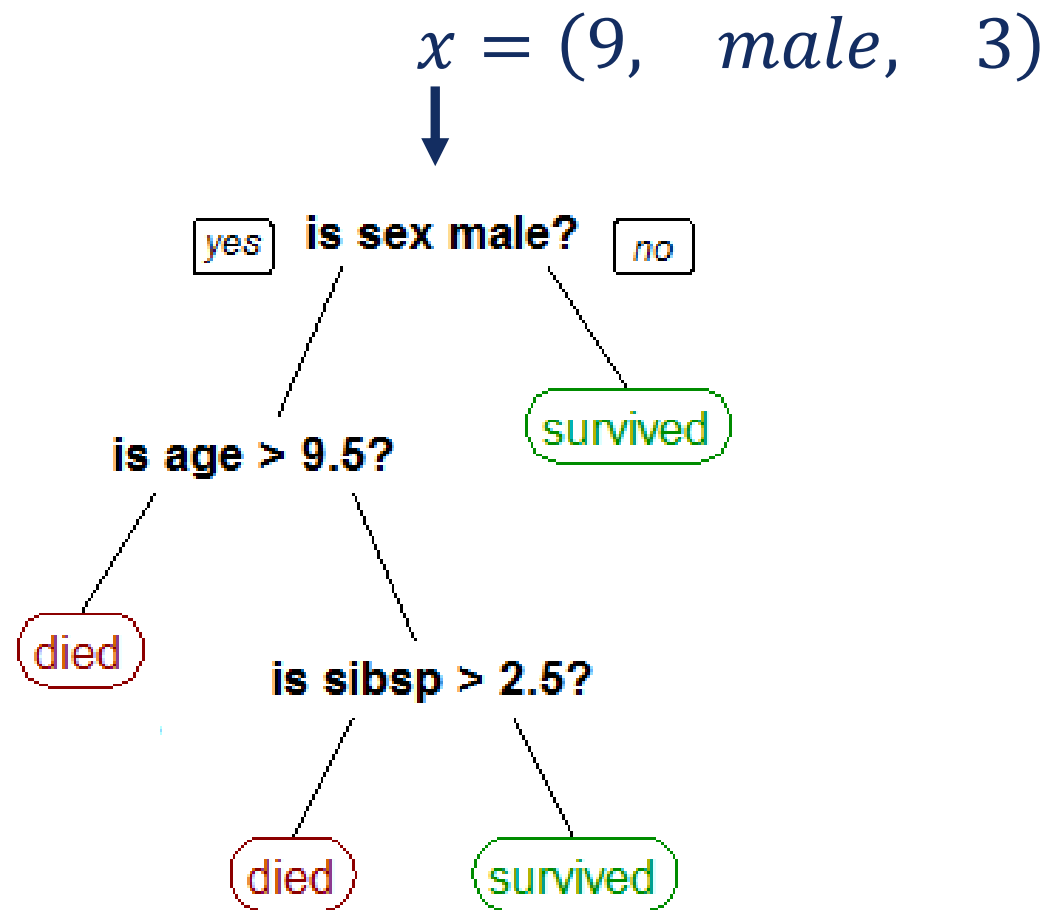 x = (9, male, 3)
yes is sex male? no
survived
is age > 9.5?
died
is sibsp > 2.5?
died survived